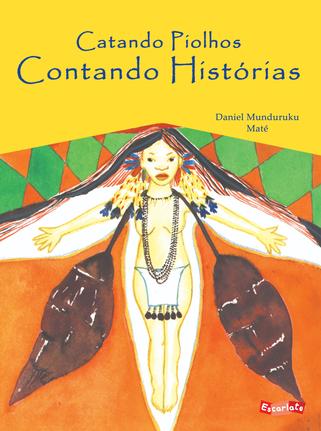 Catando Piolhos
Contando Histórias
Daniel Munduruku
Maté
Escarlate